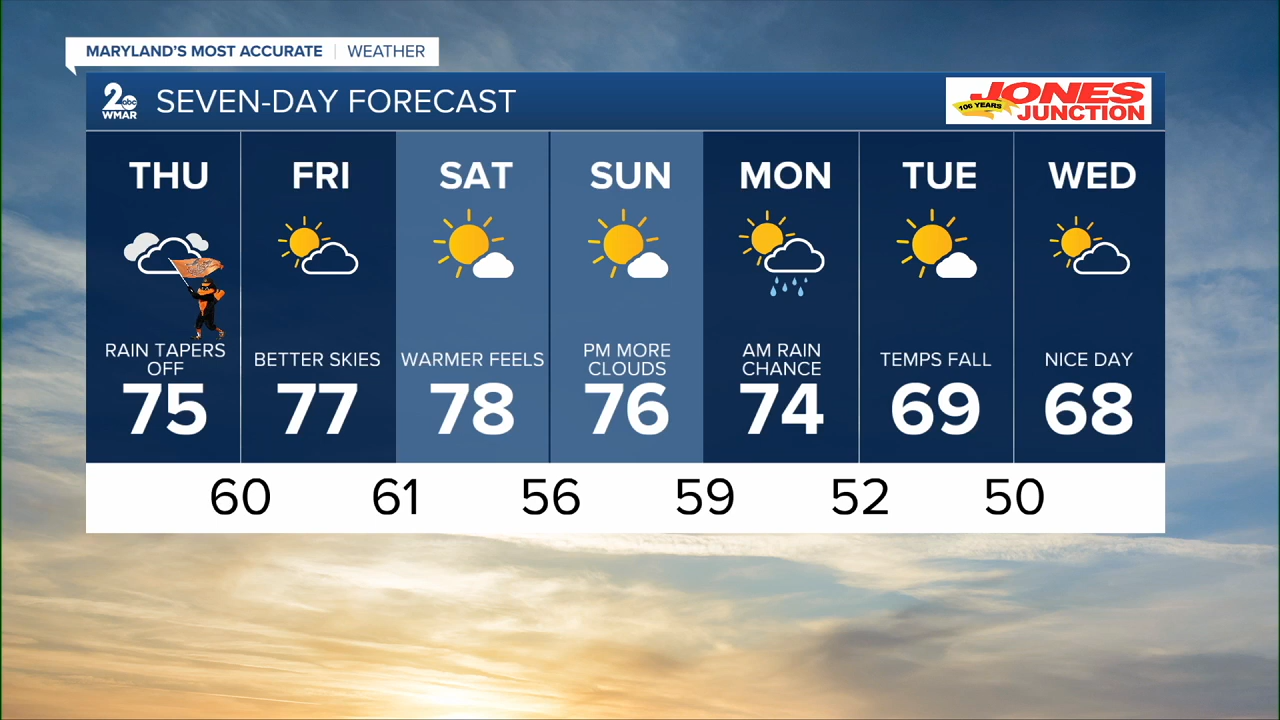 MARYLAND'S MOST ACCURATE | WEATHER
2 abc
WMAR
SEVEN-DAY FORECAST
JONES
106 YEARS
JUNCTION
THU FRI SAT SUN MON TUE WED
RAIN TAPERS
OFF
BETTER SKIES
WARMER FEELS
PM MORE
CLOUDS
AM RAIN
CHANCE
TEMPS FALL
NICE DAY
75 77 78 76 74 69 68
60 61 56 59 52 50